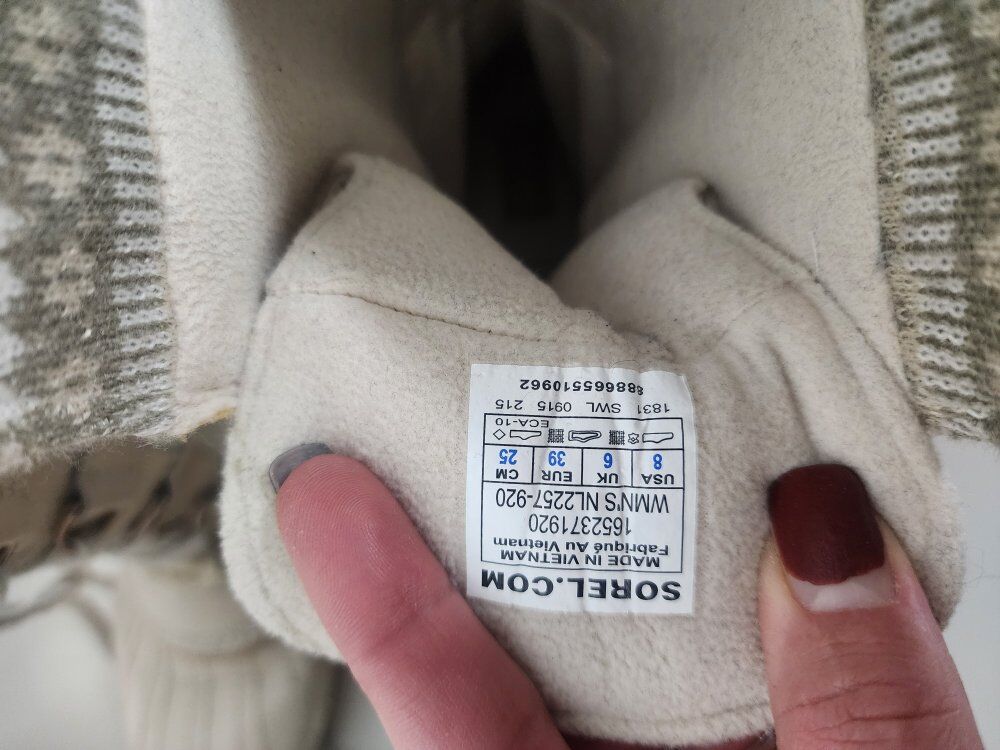 SOREL.COM
MADE IN VIETNAM
Fabriqué Au Vietnam
1652371920
WMN'S NL2257-920
USA UK EUR CM
8 6 39 25
ECA-10
1831 SWL 0915 215
888665510962